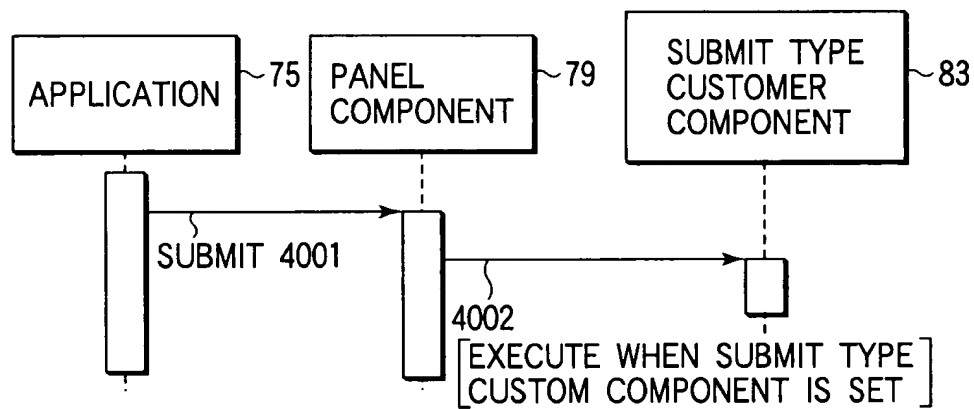 APPLICATION
75
PANEL
COMPONENT
79
SUBMIT TYPE
CUSTOMER
COMPONENT
83
SUBMIT 4001
4002
[EXECUTE WHEN SUBMIT TYPE
CUSTOM COMPONENT IS SET]